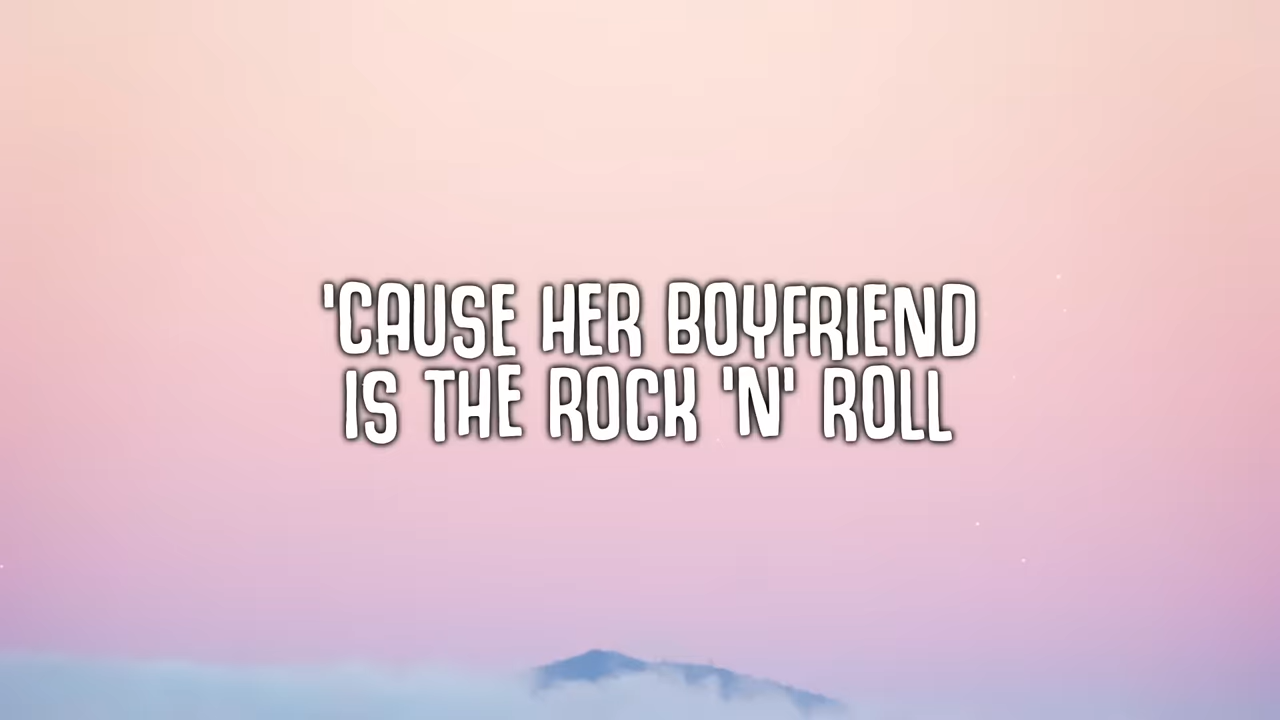 'CAUSE HER BOYFRIEND
IS THE ROCK 'N' ROLL